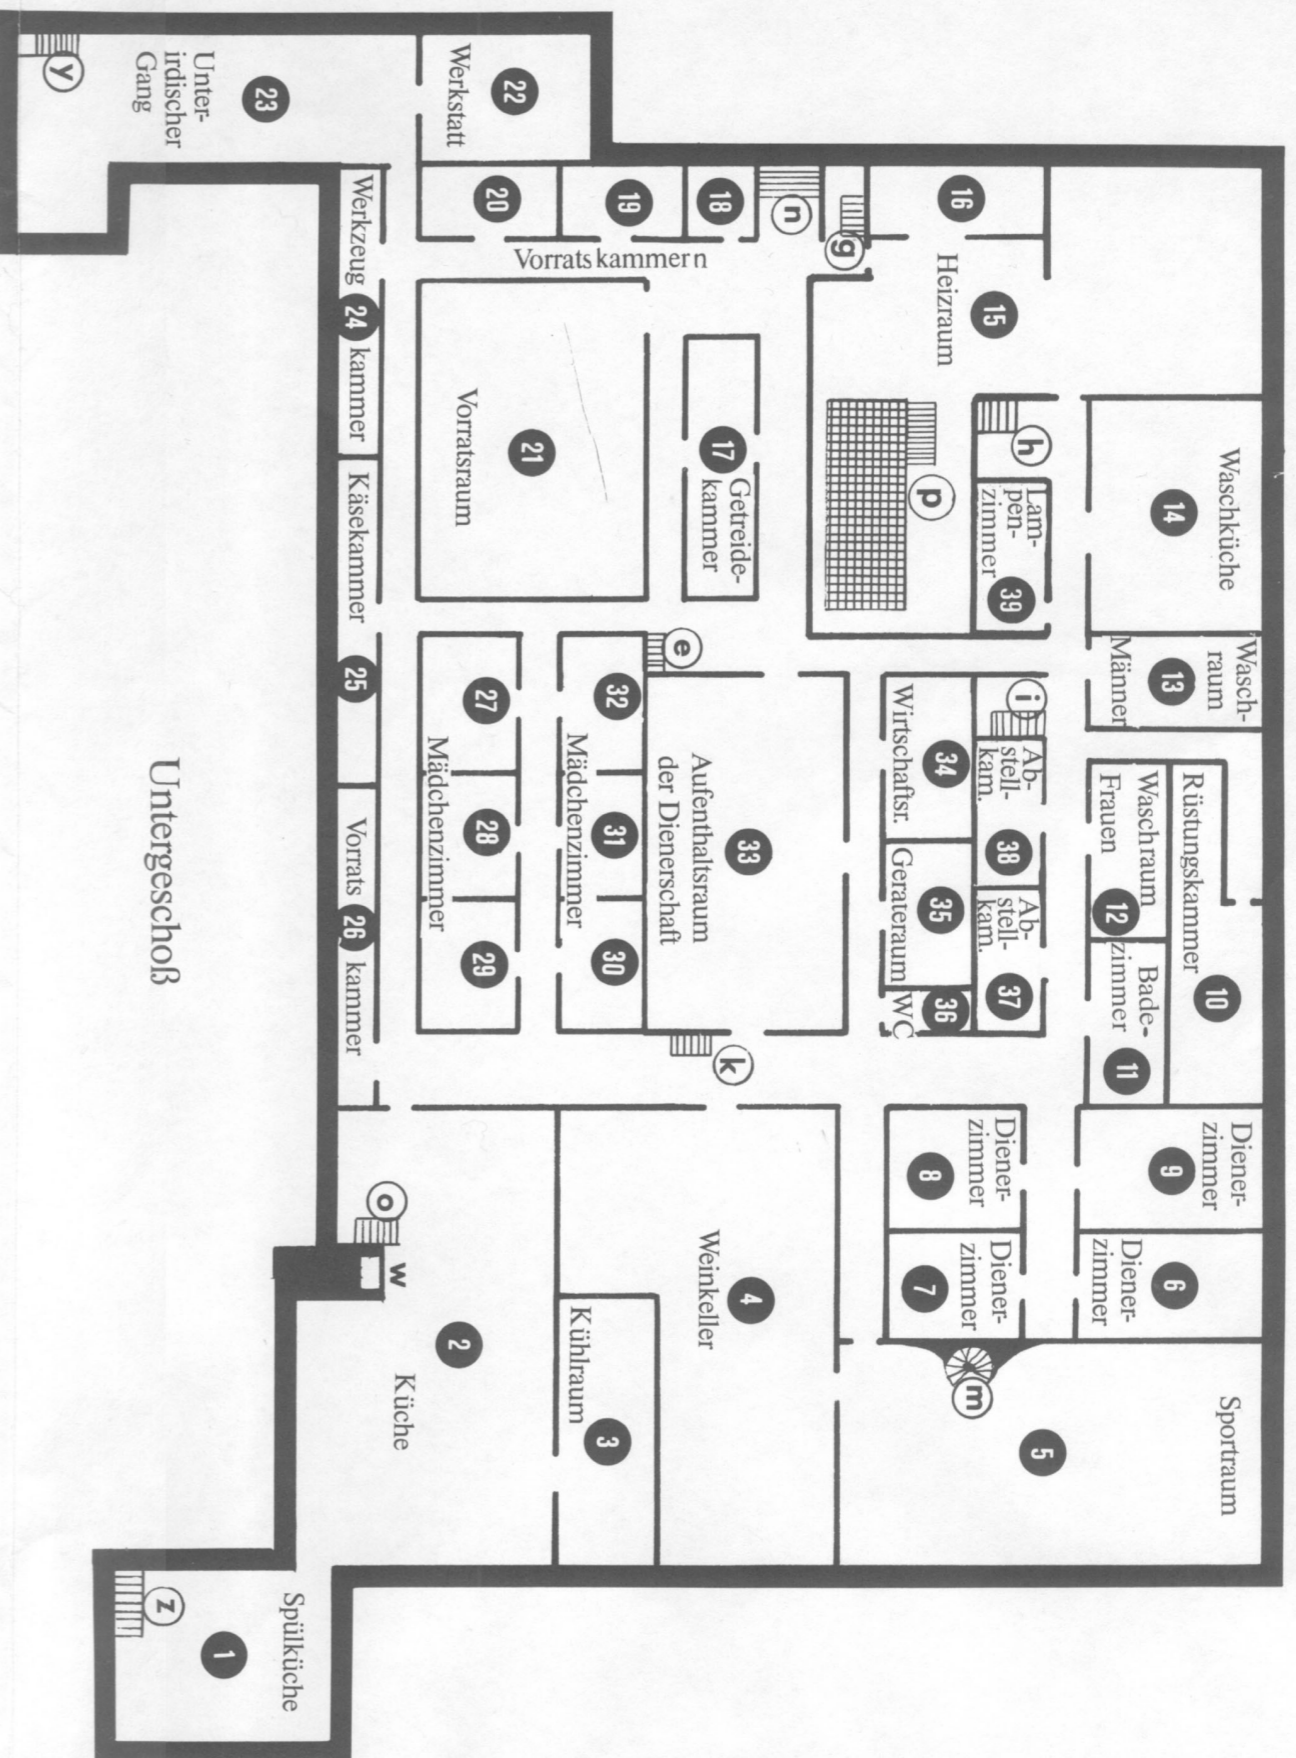 Untergeschoß
1
Spülküche
z
2
Küche
o
w
3
Kühlraum
4
Weinkeller
5
Sportraum
m
6
Diener-
zimmer
7
Diener-
zimmer
8
Diener-
zimmer
9
Diener-
zimmer
10
Rüstungskammer
11
Bade-
zimmer
12
Waschraum
Frauen
13
Wasch-
raum
Männer
14
Waschküche
15
Heizraum
16
p
h
g
n
17
Getreide-
kammer
18
19
20
Vorratskammern
21
Vorratsraum
22
Werkstatt
23
Unter-
irdischer
Gang
y
Werkzeug 24 kammer
Käsekammer 25
Vorrats 26 kammer
27
28
29
Mädchenzimmer
30
31
32
Mädchenzimmer
e
33
Aufenthaltsraum
der Dienerschaft
k
34
Wirtschaftsr.
35
Geräteraum
36
WC
37
Ab-
stell-
kam.
38
Ab-
stell-
kam.
i
39
Lam-
pen-
zimmer